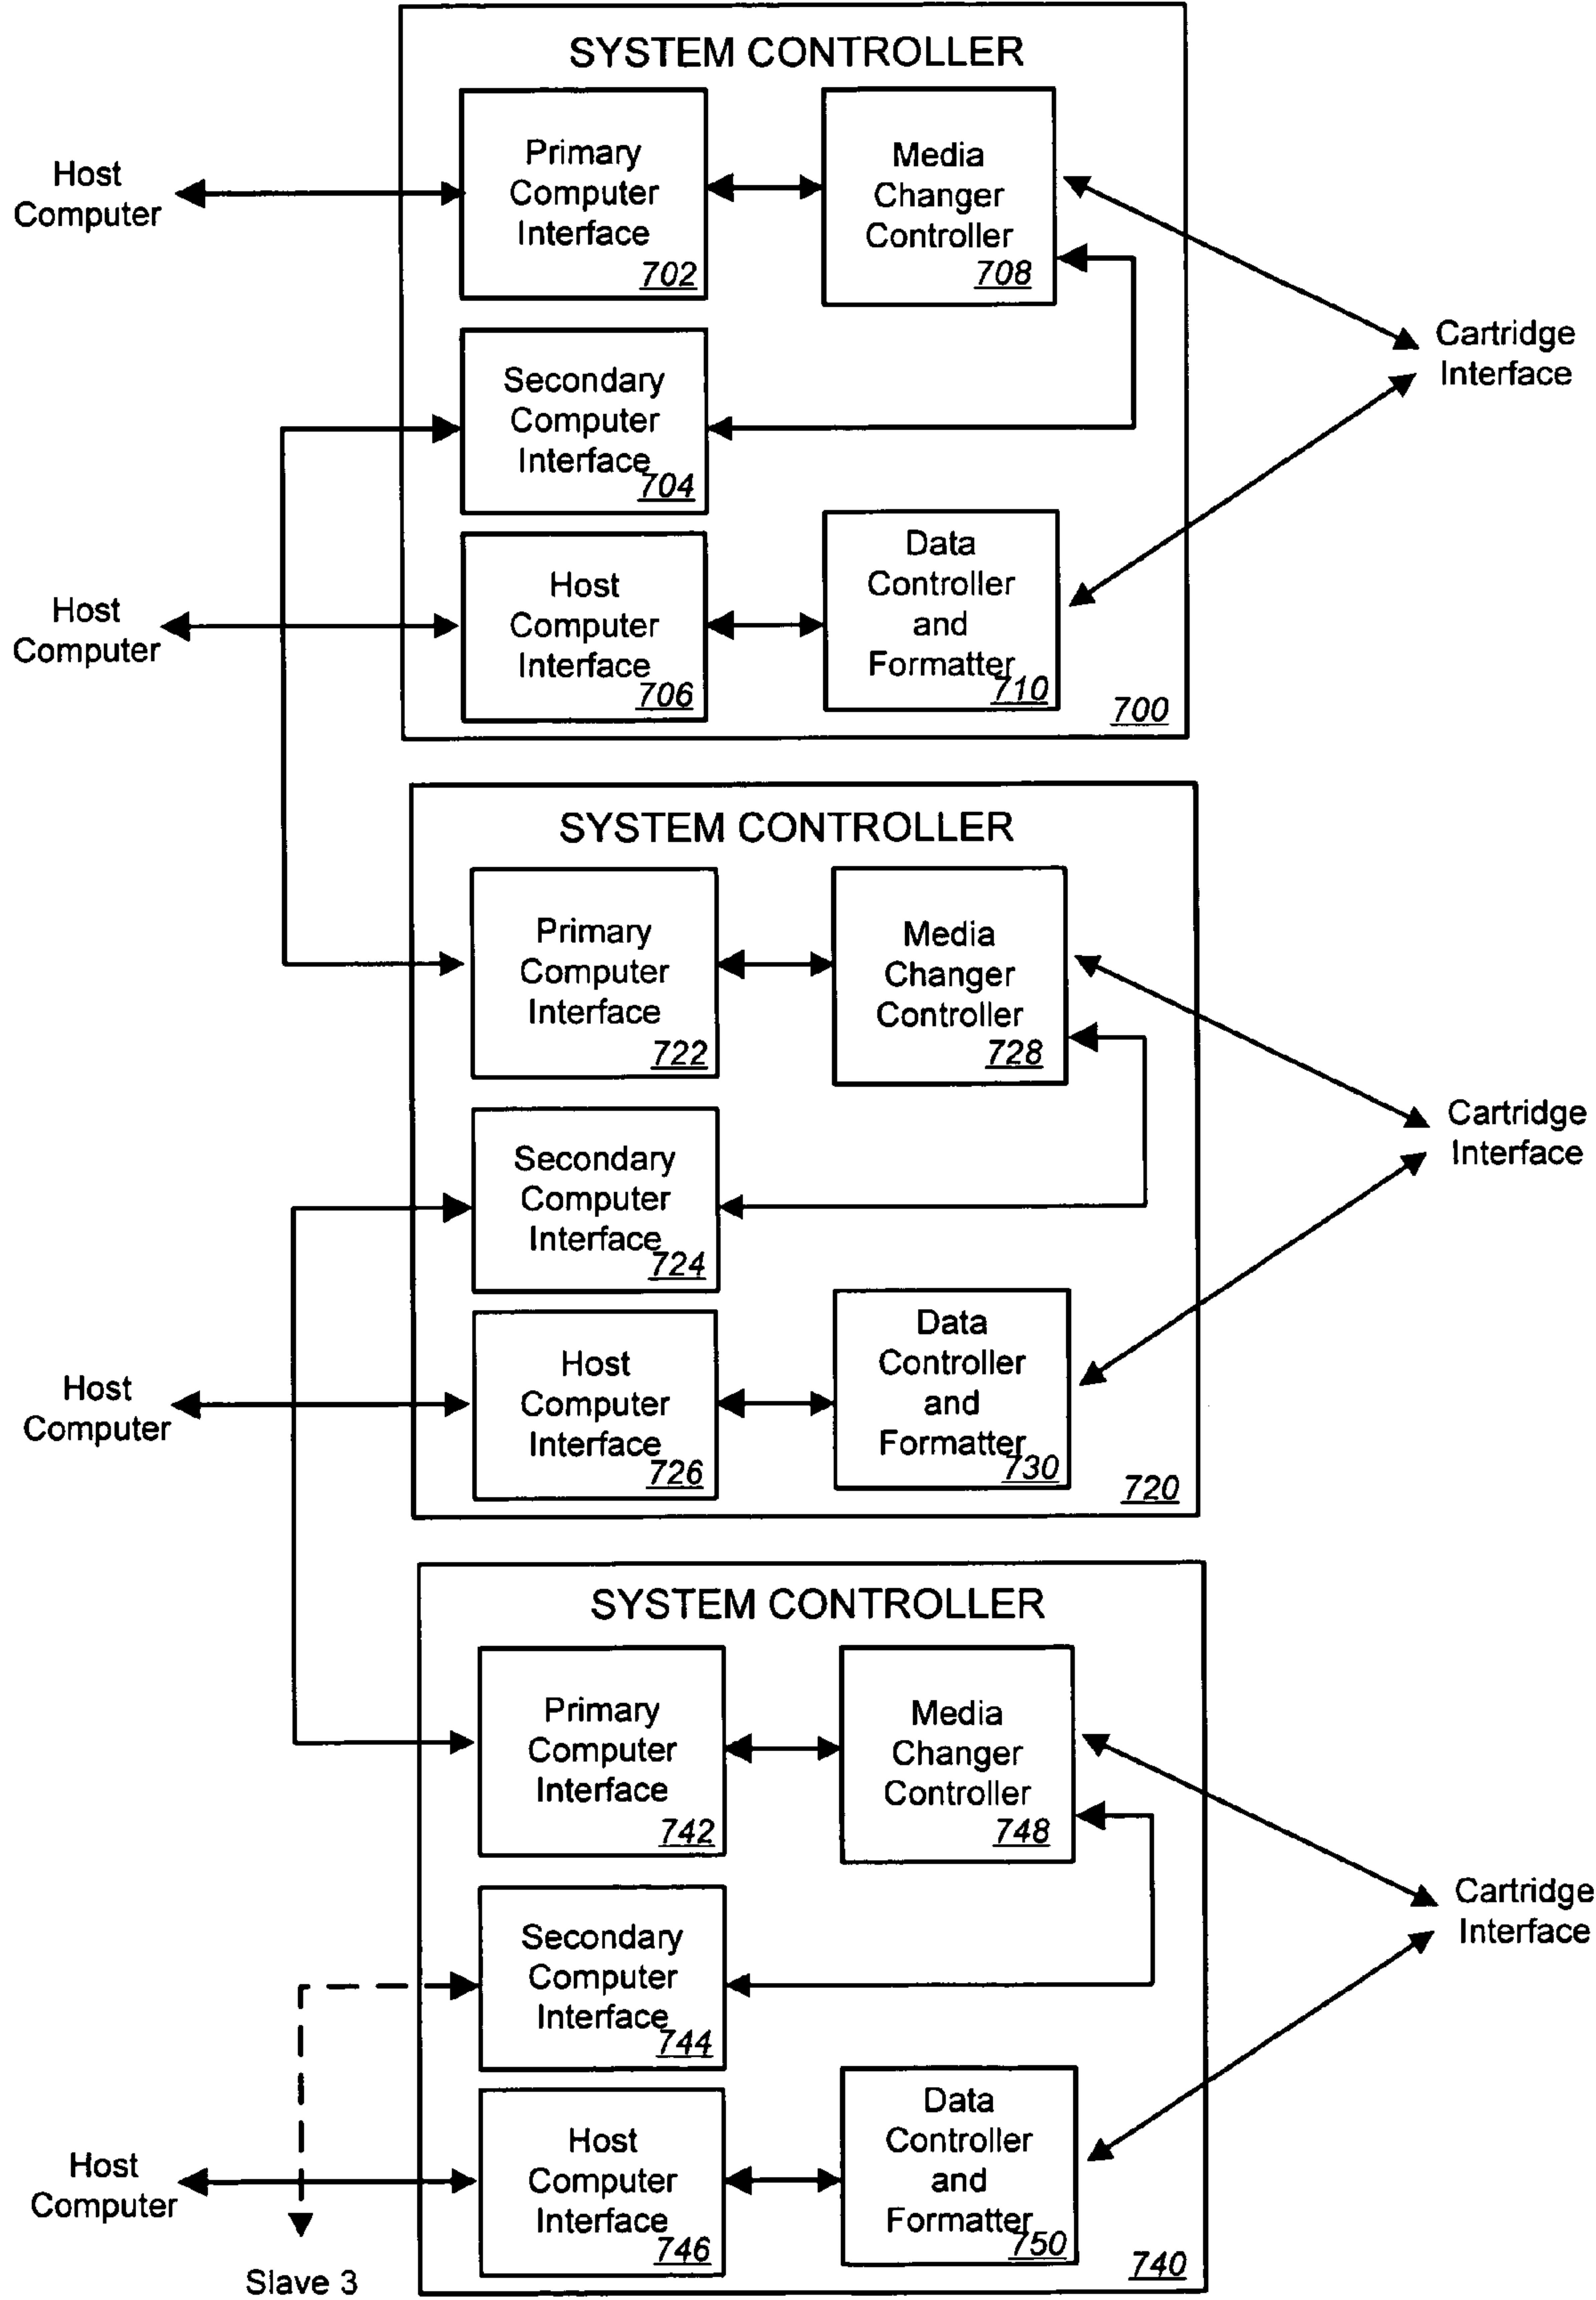 SYSTEM CONTROLLER
Host
Computer
Primary
Computer
Interface
702
Media
Changer
Controller
708
Cartridge
Interface
Secondary
Computer
Interface
704
Host
Computer
Host
Computer
Interface
706
Data
Controller
and
Formatter
710
700
SYSTEM CONTROLLER
Primary
Computer
Interface
722
Media
Changer
Controller
728
Cartridge
Interface
Secondary
Computer
Interface
724
Host
Computer
Host
Computer
Interface
726
Data
Controller
and
Formatter
730
720
SYSTEM CONTROLLER
Primary
Computer
Interface
742
Media
Changer
Controller
748
Cartridge
Interface
Secondary
Computer
Interface
744
Host
Computer
Host
Computer
Interface
746
Data
Controller
and
Formatter
750
740
Slave 3